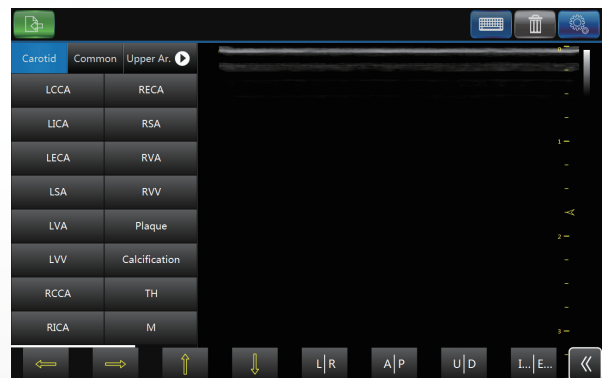 Carotid Common Upper Ar.
LCCA RECA
LICA RSA
LECA RVA
LSA RVV
LVA Plaque
LVV Calcification
RCCA TH
RICA M
0
1
2
3
L|R A|P U|D I...|E...